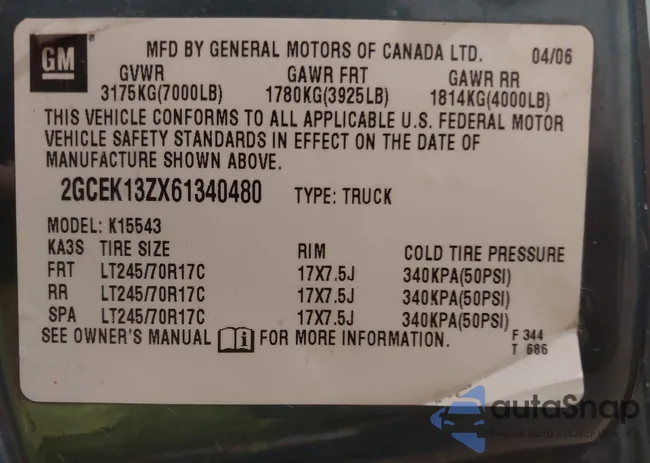 GM
MFD BY GENERAL MOTORS OF CANADA LTD. 04/06
GVWR GAWR FRT GAWR RR
3175KG(7000LB) 1780KG(3925LB) 1814KG(4000LB)
THIS VEHICLE CONFORMS TO ALL APPLICABLE U.S. FEDERAL MOTOR
VEHICLE SAFETY STANDARDS IN EFFECT ON THE DATE OF
MANUFACTURE SHOWN ABOVE.
2GCEK13ZX61340480 TYPE: TRUCK
MODEL: K15543
KA3S TIRE SIZE RIM COLD TIRE PRESSURE
FRT LT245/70R17C 17X7.5J 340KPA(50PSI)
RR LT245/70R17C 17X7.5J 340KPA(50PSI)
SPA LT245/70R17C 17X7.5J 340KPA(50PSI)
SEE OWNER'S MANUAL i FOR MORE INFORMATION. F 344
T 686
autaSnap